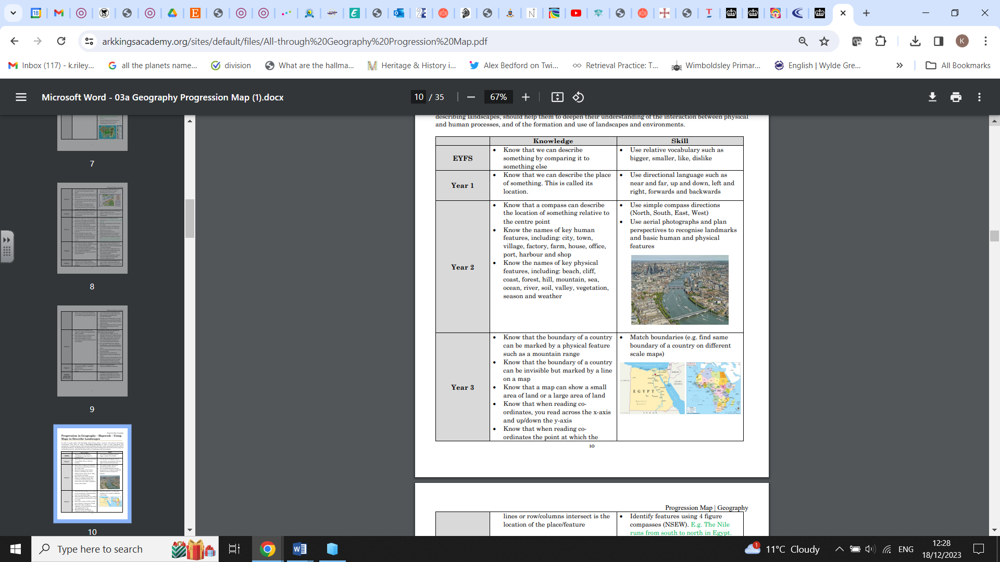 arkkingsacademy.org/sites/default/files/All-through%20Geography%20Progression%20Map.pdf
K
Inbox (117) - k.riley...
all the planets name...
division
What are the hallma...
Heritage & History i...
Alex Bedford on Twi...
Retrieval Practice: T...
Wimboldsley Primar...
English | Wylde Gre...
All Bookmarks
Microsoft Word - 03a Geography Progression Map (1).docx
10 / 35
67%
7
8
9
10
describing landscapes, should help them to deepen their understanding of the interaction between physical
and human processes, and of the formation and use of landscapes and environments.
Knowledge
Skill
EYFS
• Know that we can describe
something by comparing it to
something else
• Use relative vocabulary such as
bigger, smaller, like, dislike
Year 1
• Know that we can describe the place
of something. This is called its
location.
• Use directional language such as
near and far, up and down, left and
right, forwards and backwards
Year 2
• Know that a compass can describe
the location of something relative to
the centre point
• Know the names of key human
features, including: city, town,
village, factory, farm, house, office,
port, harbour and shop
• Know the names of key physical
features, including: beach, cliff,
coast, forest, hill, mountain, sea,
ocean, river, soil, valley, vegetation,
season and weather
• Use simple compass directions
(North, South, East, West)
• Use aerial photographs and plan
perspectives to recognise landmarks
and basic human and physical
features
Year 3
• Know that the boundary of a country
can be marked by a physical feature
such as a mountain range
• Know that the boundary of a country
can be invisible but marked by a line
on a map
• Know that a map can show a small
area of land or a large area of land
• Know that when reading co-
ordinates, you read across the x-axis
and up/down the y-axis
• Know that when reading co-
ordinates the point at which the
• Match boundaries (e.g. find same
boundary of a country on different
scale maps)
EGYPT
10
Progression Map | Geography
lines or row/columns intersect is the
location of the place/feature
• Identify features using 4 figure
compasses (NSEW). E.g. The Nile
runs from south to north in Egypt.
Type here to search
11°C Cloudy
ENG
12:28
18/12/2023